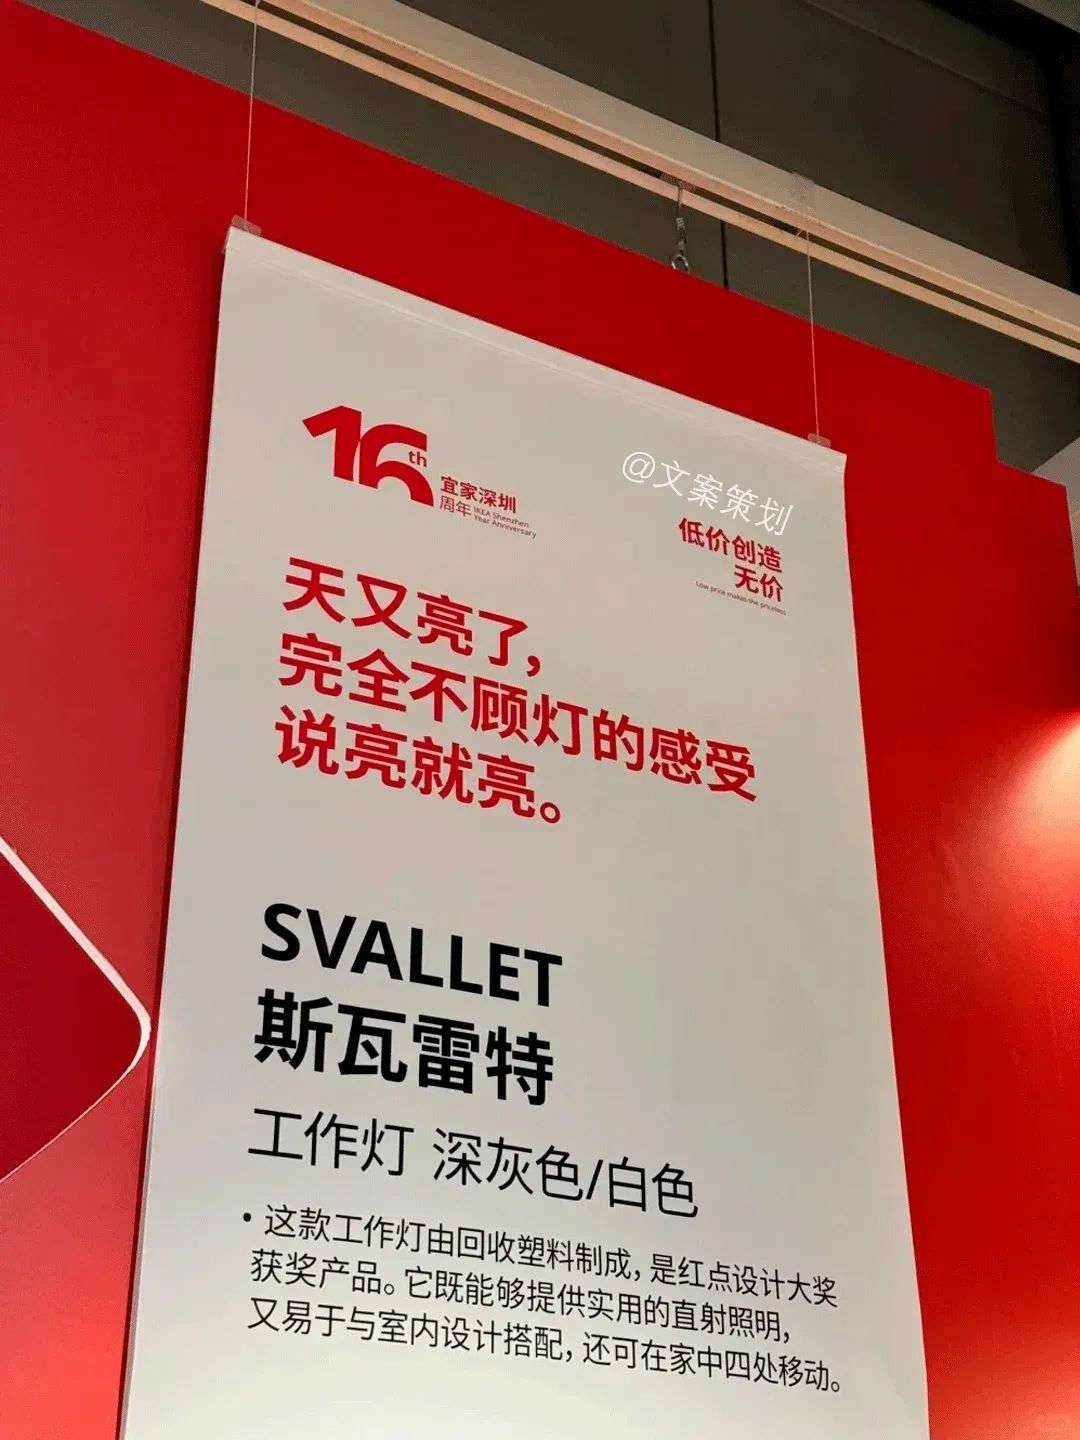 16th
宜家深圳
周年
IKEA Shenzhen
Year Anniversary
@文案策划
低价创造
无价
Low price makes the priceless
天又亮了,
完全不顾灯的感受
说亮就亮。
SVALLET
斯瓦雷特
工作灯 深灰色/白色
• 这款工作灯由回收塑料制成, 是红点设计大奖
获奖产品。它既能够提供实用的直射照明,
又易于与室内设计搭配, 还可在家中四处移动。